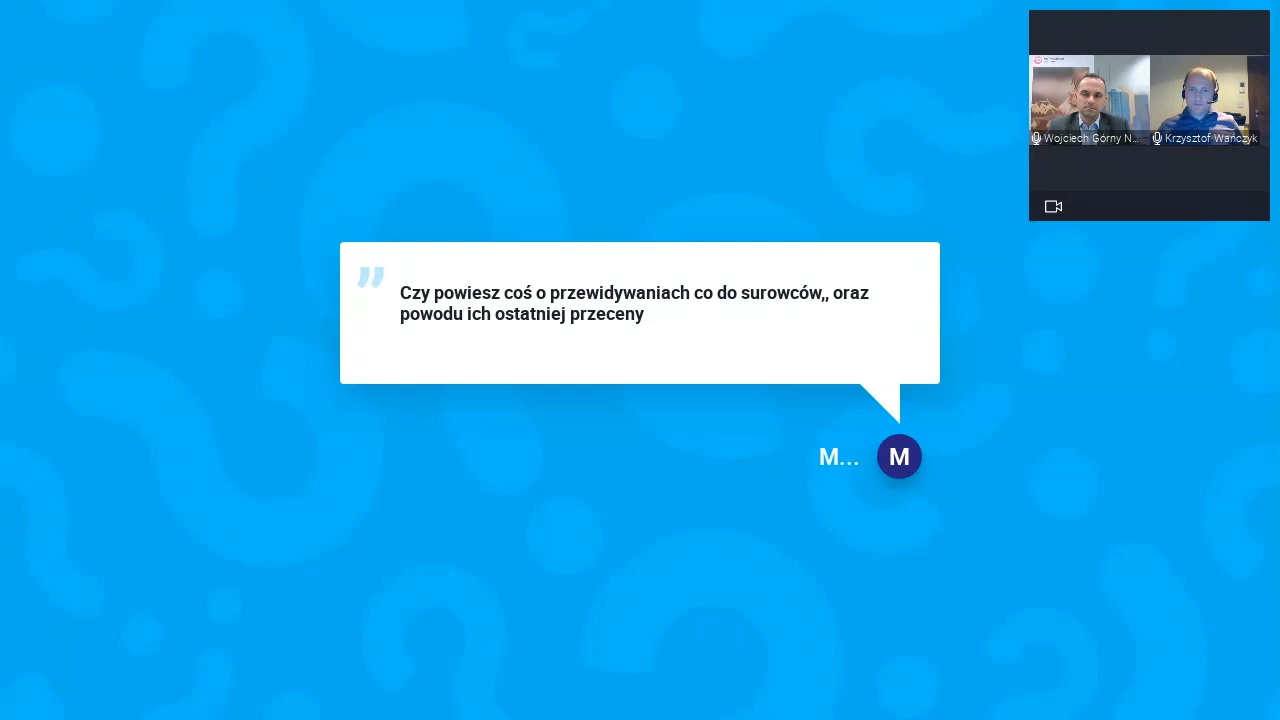 Wojciech Górny N...
Krzysztof Wańczyk
”
Czy powiesz coś o przewidywaniach co do surowców,, oraz
powodu ich ostatniej przeceny
M...
M